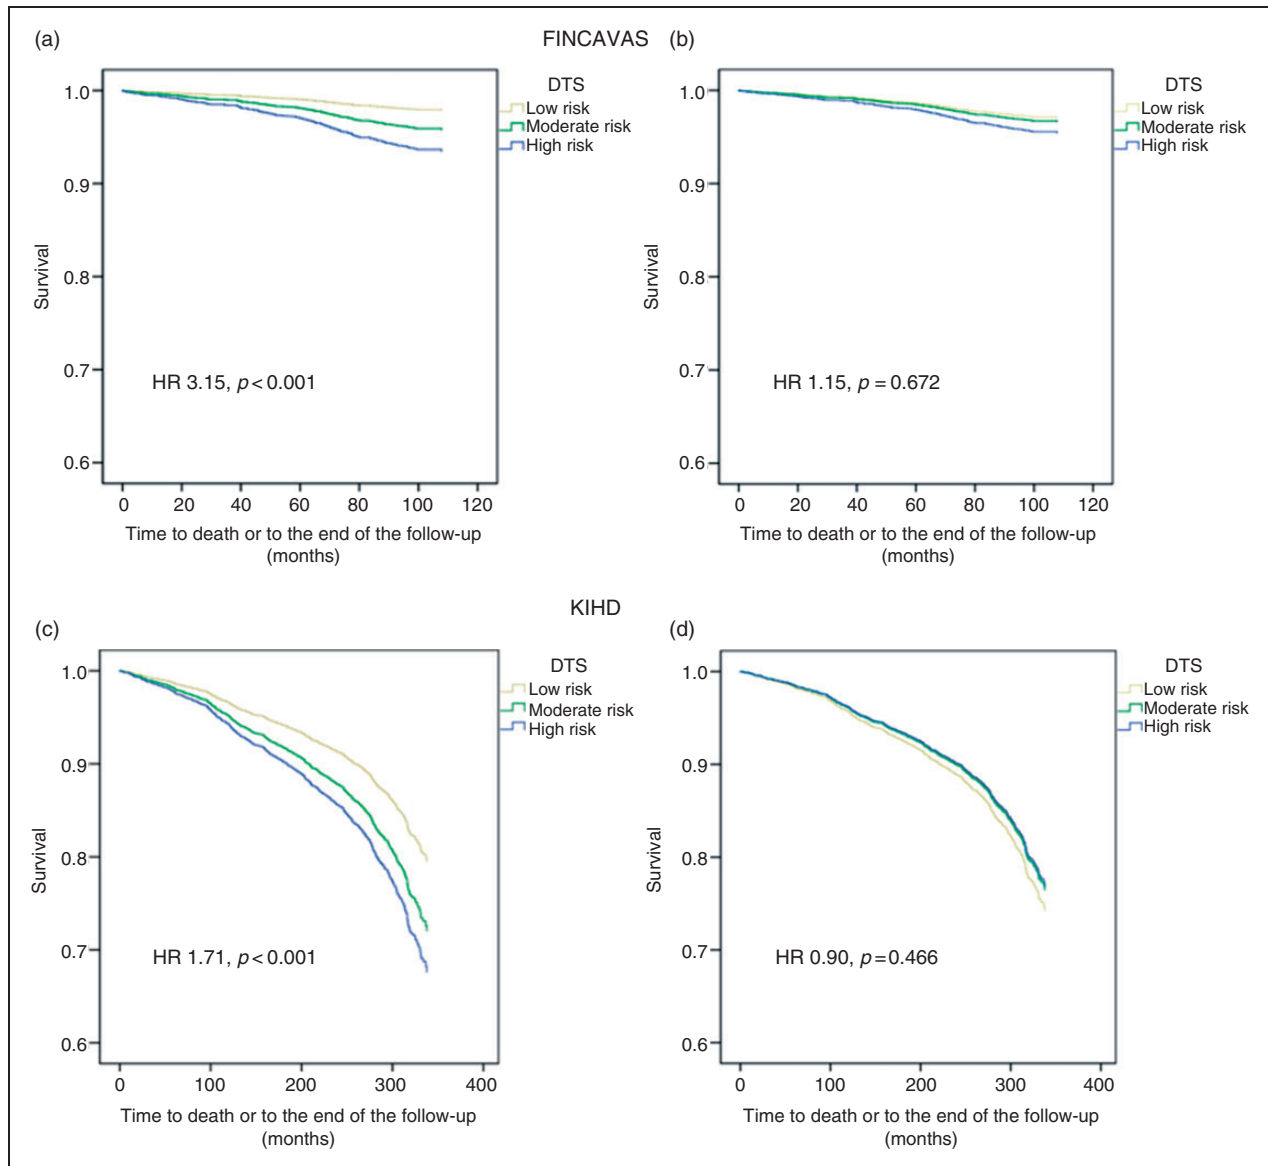 FINCAVAS
(a)
1.0
0.9
0.8
0.7
0.6
Survival
DTS
Low risk
Moderate risk
High risk
HR 3.15, p < 0.001
0 20 40 60 80 100 120
Time to death or to the end of the follow-up
(months)
(b)
1.0
0.9
0.8
0.7
0.6
Survival
DTS
Low risk
Moderate risk
High risk
HR 1.15, p = 0.672
0 20 40 60 80 100 120
Time to death or to the end of the follow-up
(months)
KIHD
(c)
1.0
0.9
0.8
0.7
0.6
Survival
DTS
Low risk
Moderate risk
High risk
HR 1.71, p < 0.001
0 100 200 300 400
Time to death or to the end of the follow-up
(months)
(d)
1.0
0.9
0.8
0.7
0.6
Survival
DTS
Low risk
Moderate risk
High risk
HR 0.90, p = 0.466
0 100 200 300 400
Time to death or to the end of the follow-up
(months)